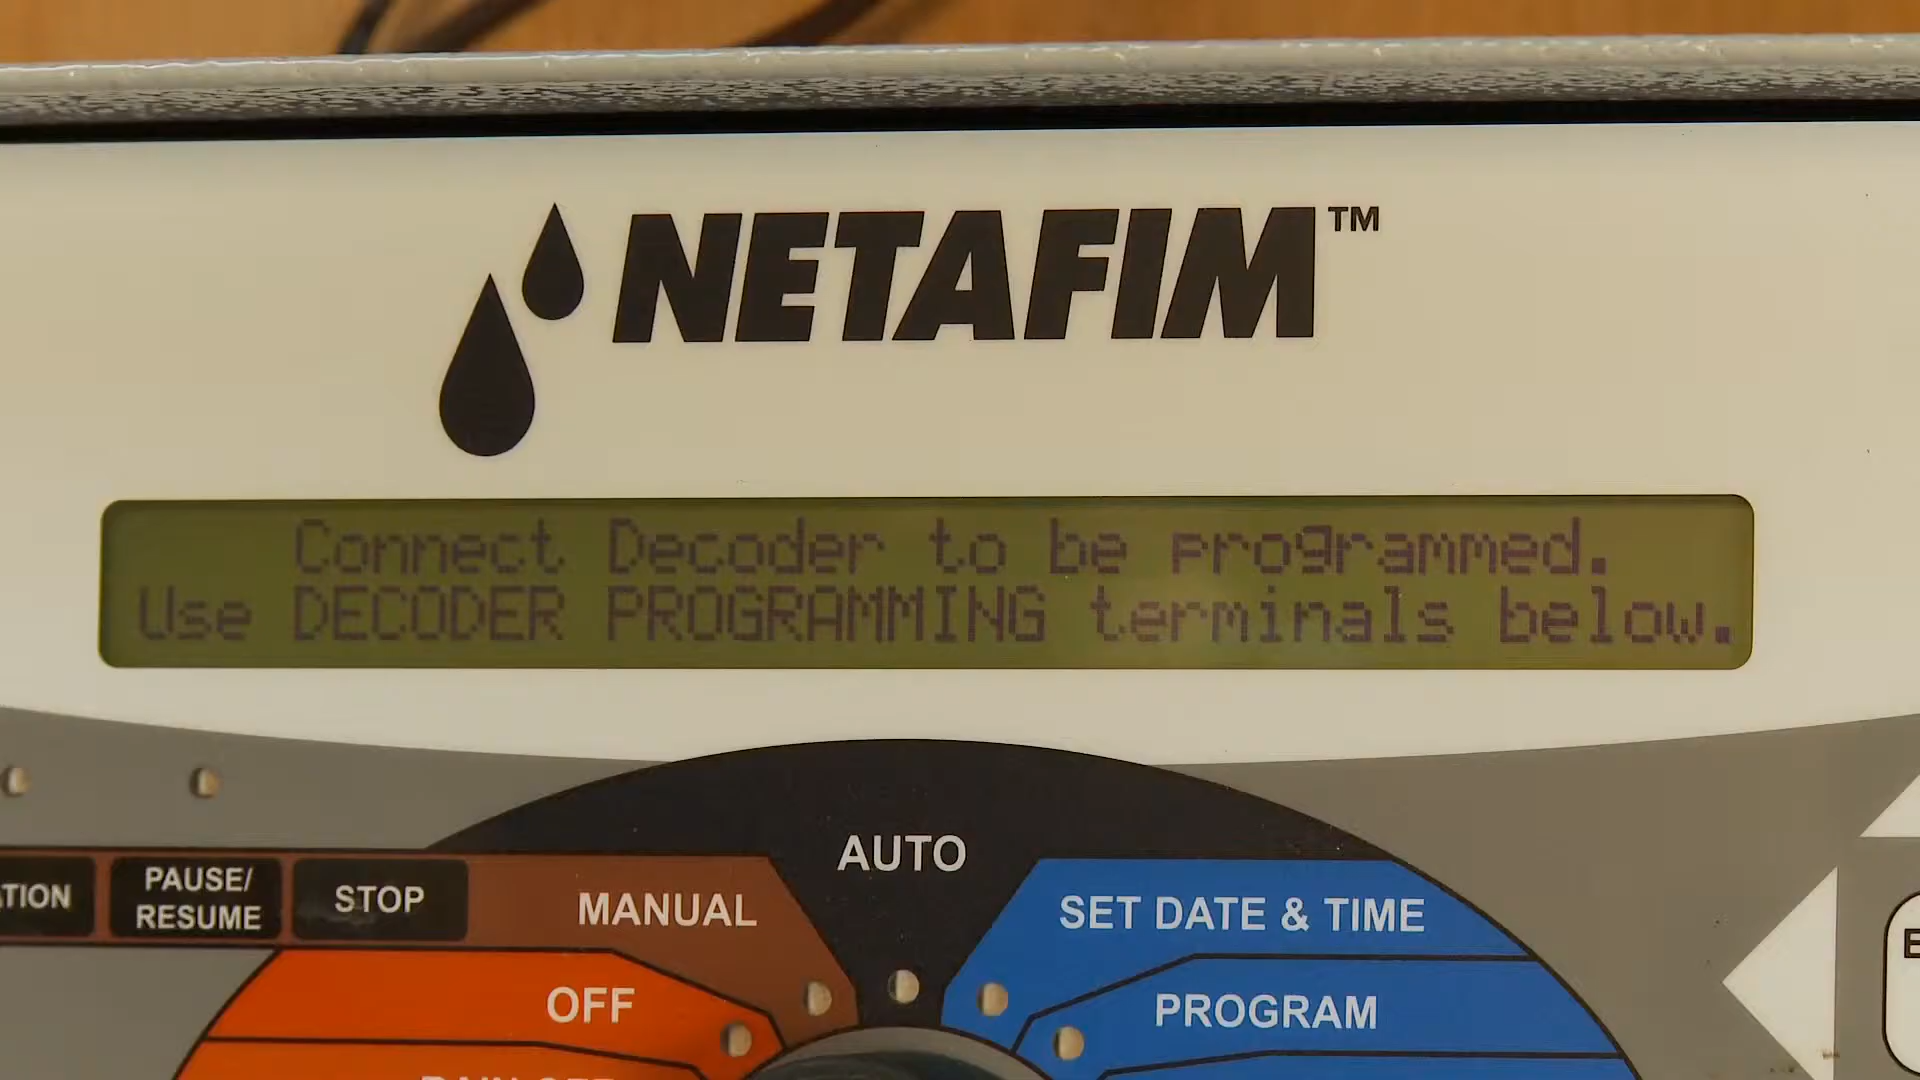 NETAFIM™
Connect Decoder to be programmed.
Use DECODER PROGRAMMING terminals below.
AUTO
PAUSE/
RESUME
STOP
MANUAL
SET DATE & TIME
OFF
PROGRAM